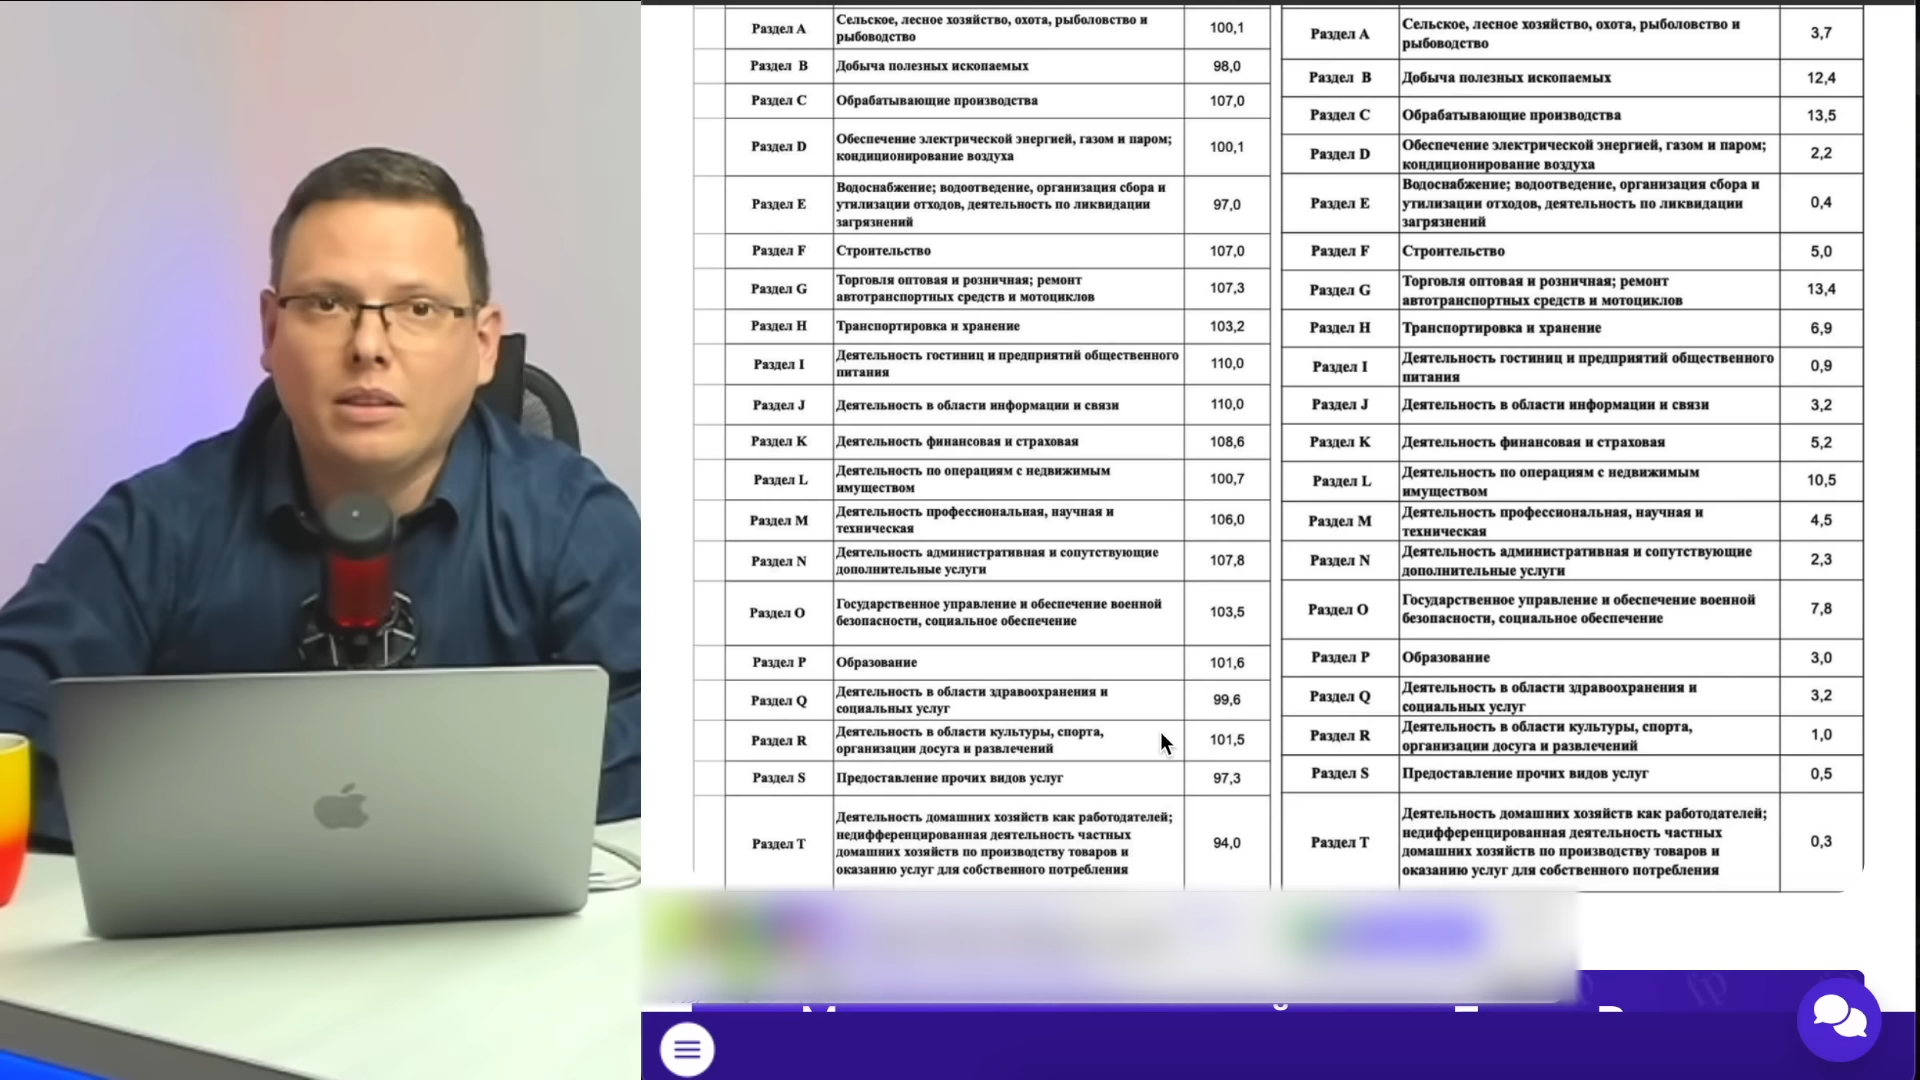 Раздел A
Сельское, лесное хозяйство, охота, рыболовство и
рыбоводство
100,1
Раздел B
Добыча полезных ископаемых
98,0
Раздел C
Обрабатывающие производства
107,0
Раздел D
Обеспечение электрической энергией, газом и паром;
кондиционирование воздуха
100,1
Раздел E
Водоснабжение; водоотведение, организация сбора и
утилизации отходов, деятельность по ликвидации
загрязнений
97,0
Раздел F
Строительство
107,0
Раздел G
Торговля оптовая и розничная; ремонт
автотранспортных средств и мотоциклов
107,3
Раздел H
Транспортировка и хранение
103,2
Раздел I
Деятельность гостиниц и предприятий общественного
питания
110,0
Раздел J
Деятельность в области информации и связи
110,0
Раздел K
Деятельность финансовая и страховая
108,6
Раздел L
Деятельность по операциям с недвижимым
имуществом
100,7
Раздел M
Деятельность профессиональная, научная и
техническая
106,0
Раздел N
Деятельность административная и сопутствующие
дополнительные услуги
107,8
Раздел O
Государственное управление и обеспечение военной
безопасности, социальное обеспечение
103,5
Раздел P
Образование
101,6
Раздел Q
Деятельность в области здравоохранения и
социальных услуг
99,6
Раздел R
Деятельность в области культуры, спорта,
организации досуга и развлечений
101,5
Раздел S
Предоставление прочих видов услуг
97,3
Раздел T
Деятельность домашних хозяйств как работодателей;
недифференцированная деятельность частных
домашних хозяйств по производству товаров и
оказанию услуг для собственного потребления
94,0
Раздел A
Сельское, лесное хозяйство, охота, рыболовство и
рыбоводство
3,7
Раздел B
Добыча полезных ископаемых
12,4
Раздел C
Обрабатывающие производства
13,5
Раздел D
Обеспечение электрической энергией, газом и паром;
кондиционирование воздуха
2,2
Раздел E
Водоснабжение; водоотведение, организация сбора и
утилизации отходов, деятельность по ликвидации
загрязнений
0,4
Раздел F
Строительство
5,0
Раздел G
Торговля оптовая и розничная; ремонт
автотранспортных средств и мотоциклов
13,4
Раздел H
Транспортировка и хранение
6,9
Раздел I
Деятельность гостиниц и предприятий общественного
питания
0,9
Раздел J
Деятельность в области информации и связи
3,2
Раздел K
Деятельность финансовая и страховая
5,2
Раздел L
Деятельность по операциям с недвижимым
имуществом
10,5
Раздел M
Деятельность профессиональная, научная и
техническая
4,5
Раздел N
Деятельность административная и сопутствующие
дополнительные услуги
2,3
Раздел O
Государственное управление и обеспечение военной
безопасности, социальное обеспечение
7,8
Раздел P
Образование
3,0
Раздел Q
Деятельность в области здравоохранения и
социальных услуг
3,2
Раздел R
Деятельность в области культуры, спорта,
организации досуга и развлечений
1,0
Раздел S
Предоставление прочих видов услуг
0,5
Раздел T
Деятельность домашних хозяйств как работодателей;
недифференцированная деятельность частных
домашних хозяйств по производству товаров и
оказанию услуг для собственного потребления
0,3